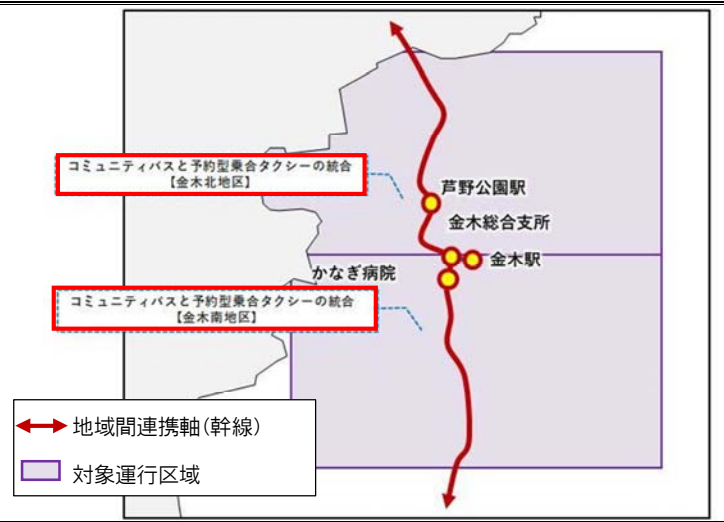 コミュニティバスと予約型乗合タクシーの統合
【金木北地区】
芦野公園駅
金木総合支所
金木駅
かなぎ病院
コミュニティバスと予約型乗合タクシーの統合
【金木南地区】
地域間連携軸(幹線)
対象運行区域